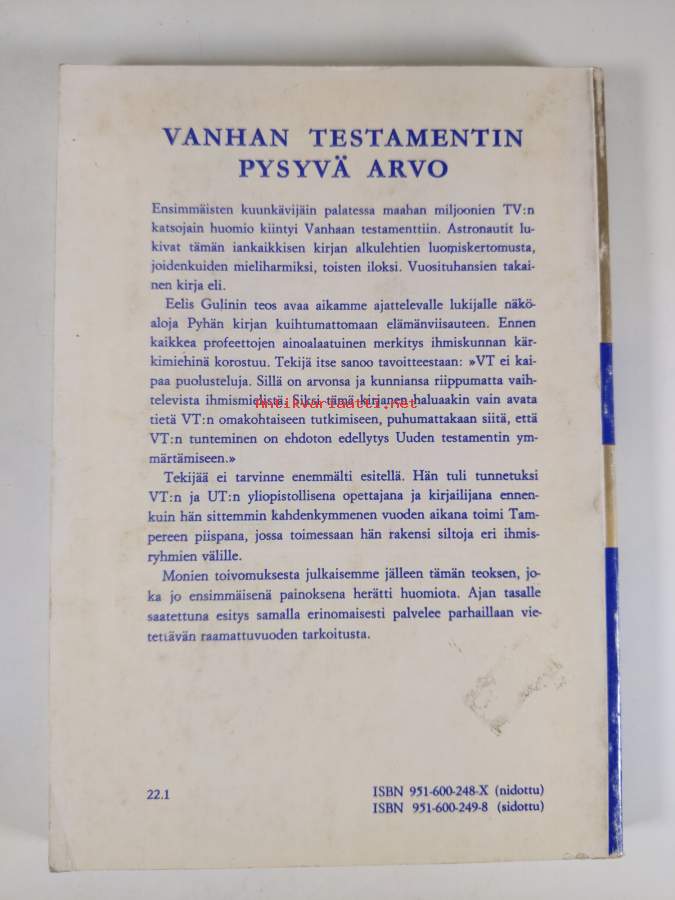 VANHAN TESTAMENTIN
PYSYVÄ ARVO
Ensimmäisten kuunkävijäin palatessa maahan miljoonien TV:n
katsojain huomio kiintyi Vanhaan testamenttiin. Astronautit lu-
kivat tämän iankaikkisen kirjan alkulehtien luomiskertomusta,
joidenkuiden mieliharmiksi, toisten iloksi. Vuosituhansien takai-
nen kirja eli.
Eelis Gulinin teos avaa aikamme ajattelevalle lukijalle näkö-
aloja Pyhän kirjan kuihtumattomaan elämänviisauteen. Ennen
kaikkea profeettojen ainoalaatuinen merkitys ihmiskunnan kär-
kimiehinä korostuu. Tekijä itse sanoo tavoitteestaan: »VT ei kai-
paa puolusteluja. Sillä on arvonsa ja kunniansa riippumatta vaih-
televista ihmismielistä. Siksi tämä kirjanen haluaakin vain avata
Antikvariaatti.net
tietä VT:n omakohtaiseen tutkimiseen, puhumattakaan siitä, että
VT:n tunteminen on ehdoton edellytys Uuden testamentin ym-
märtämiseen.»
Tekijää ei tarvinne enemmälti esitellä. Hän tuli tunnetuksi
VT:n ja UT:n yliopistollisena opettajana ja kirjailijana ennen-
kuin hän sittemmin kahdenkymmenen vuoden aikana toimi Tam-
pereen piispana, jossa toimessaan hän rakensi siltoja eri ihmis-
ryhmien välille.
Monien toivomuksesta julkaisemme jälleen tämän teoksen, jo-
ka jo ensimmäisenä painoksena herätti huomiota. Ajan tasalle
saatettuna esitys samalla erinomaisesti palvelee parhaillaan vie-
tettävän raamattuvuoden tarkoitusta.
22.1
ISBN 951-600-248-X (nidottu)
ISBN 951-600-249-8 (sidottu)